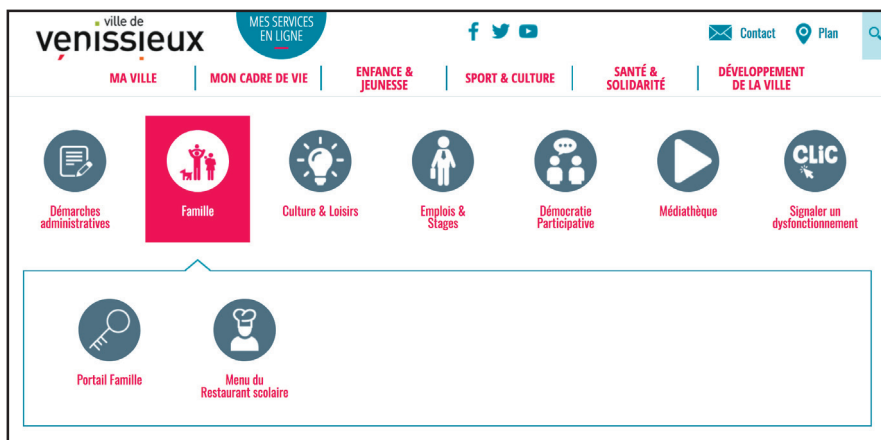 ville de
venissieux
MES SERVICES
EN LIGNE
Contact
Plan
MA VILLE
MON CADRE DE VIE
ENFANCE &
JEUNESSE
SPORT & CULTURE
SANTÉ &
SOLIDARITÉ
DÉVELOPPEMENT
DE LA VILLE
CLiC
Démarches
administratives
Famille
Culture & Loisirs
Emplois &
Stages
Démocratie
Participative
Médiathèque
Signaler un
dysfonctionnement
Portail Famille
Menu du
Restaurant scolaire